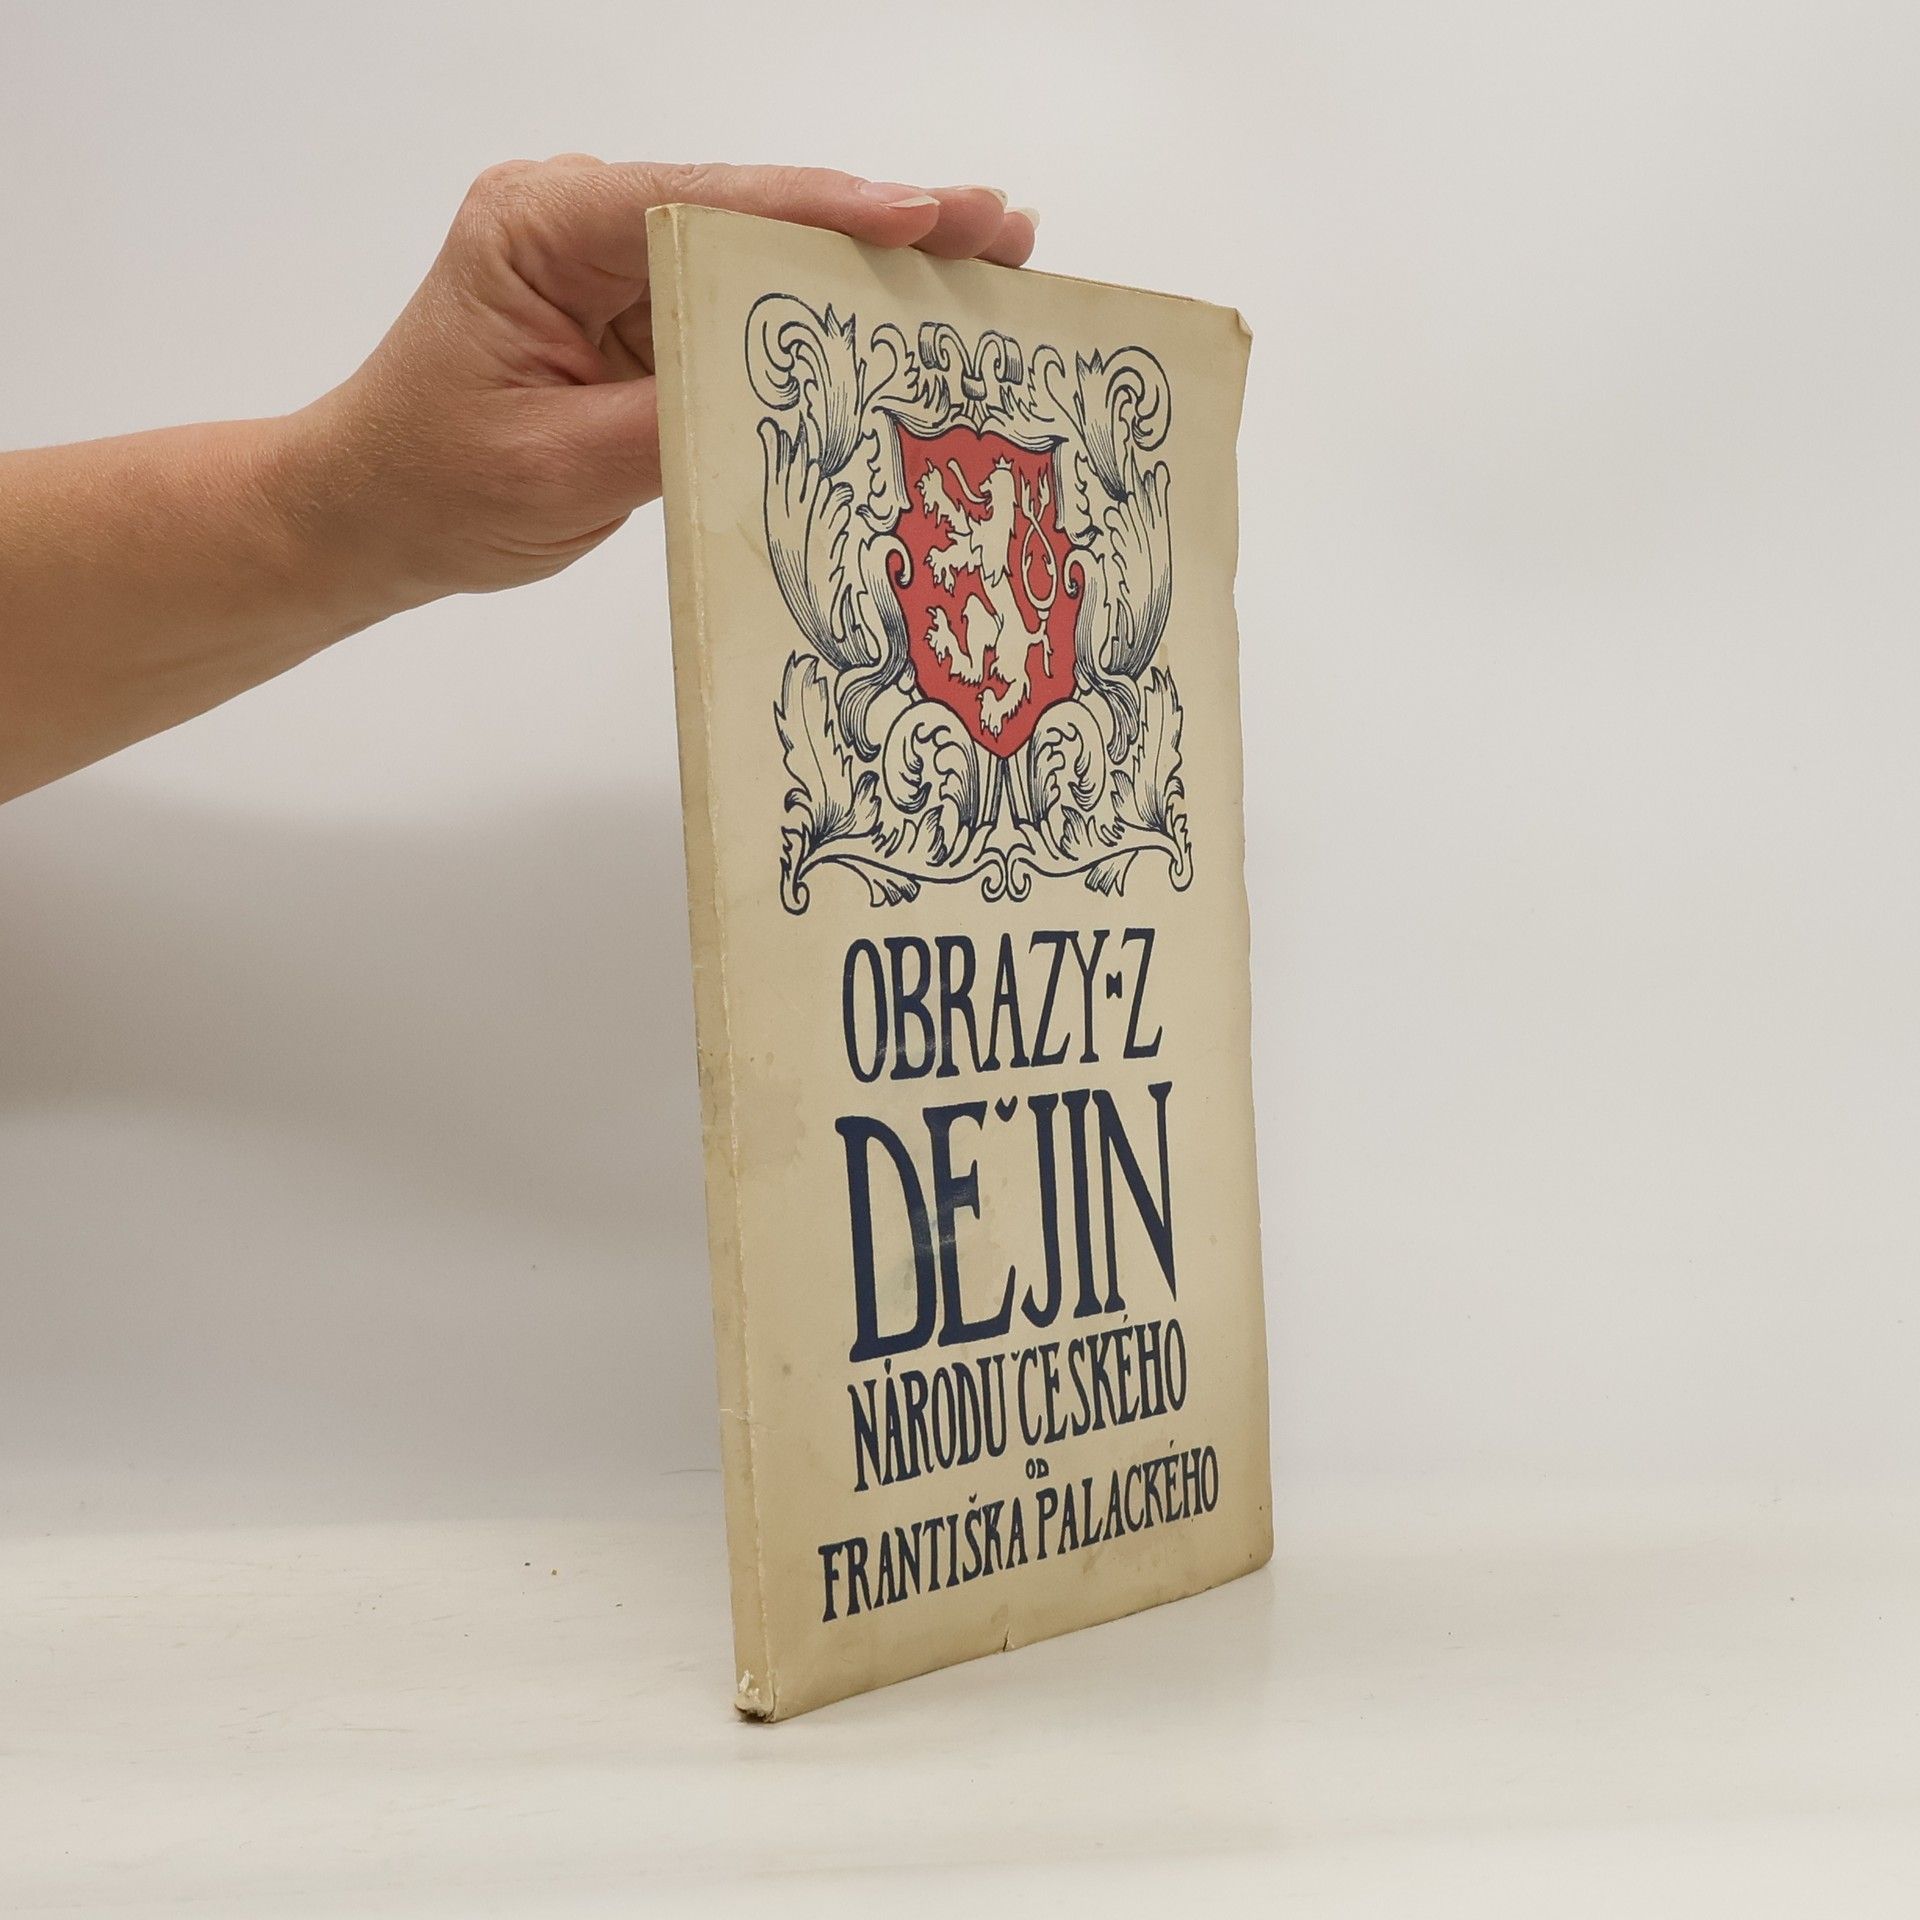 OBRAZY-Z
DĚJIN
NÁRODU ČESKÉHO
OD
FRANTIŠKA PALACKÉHO